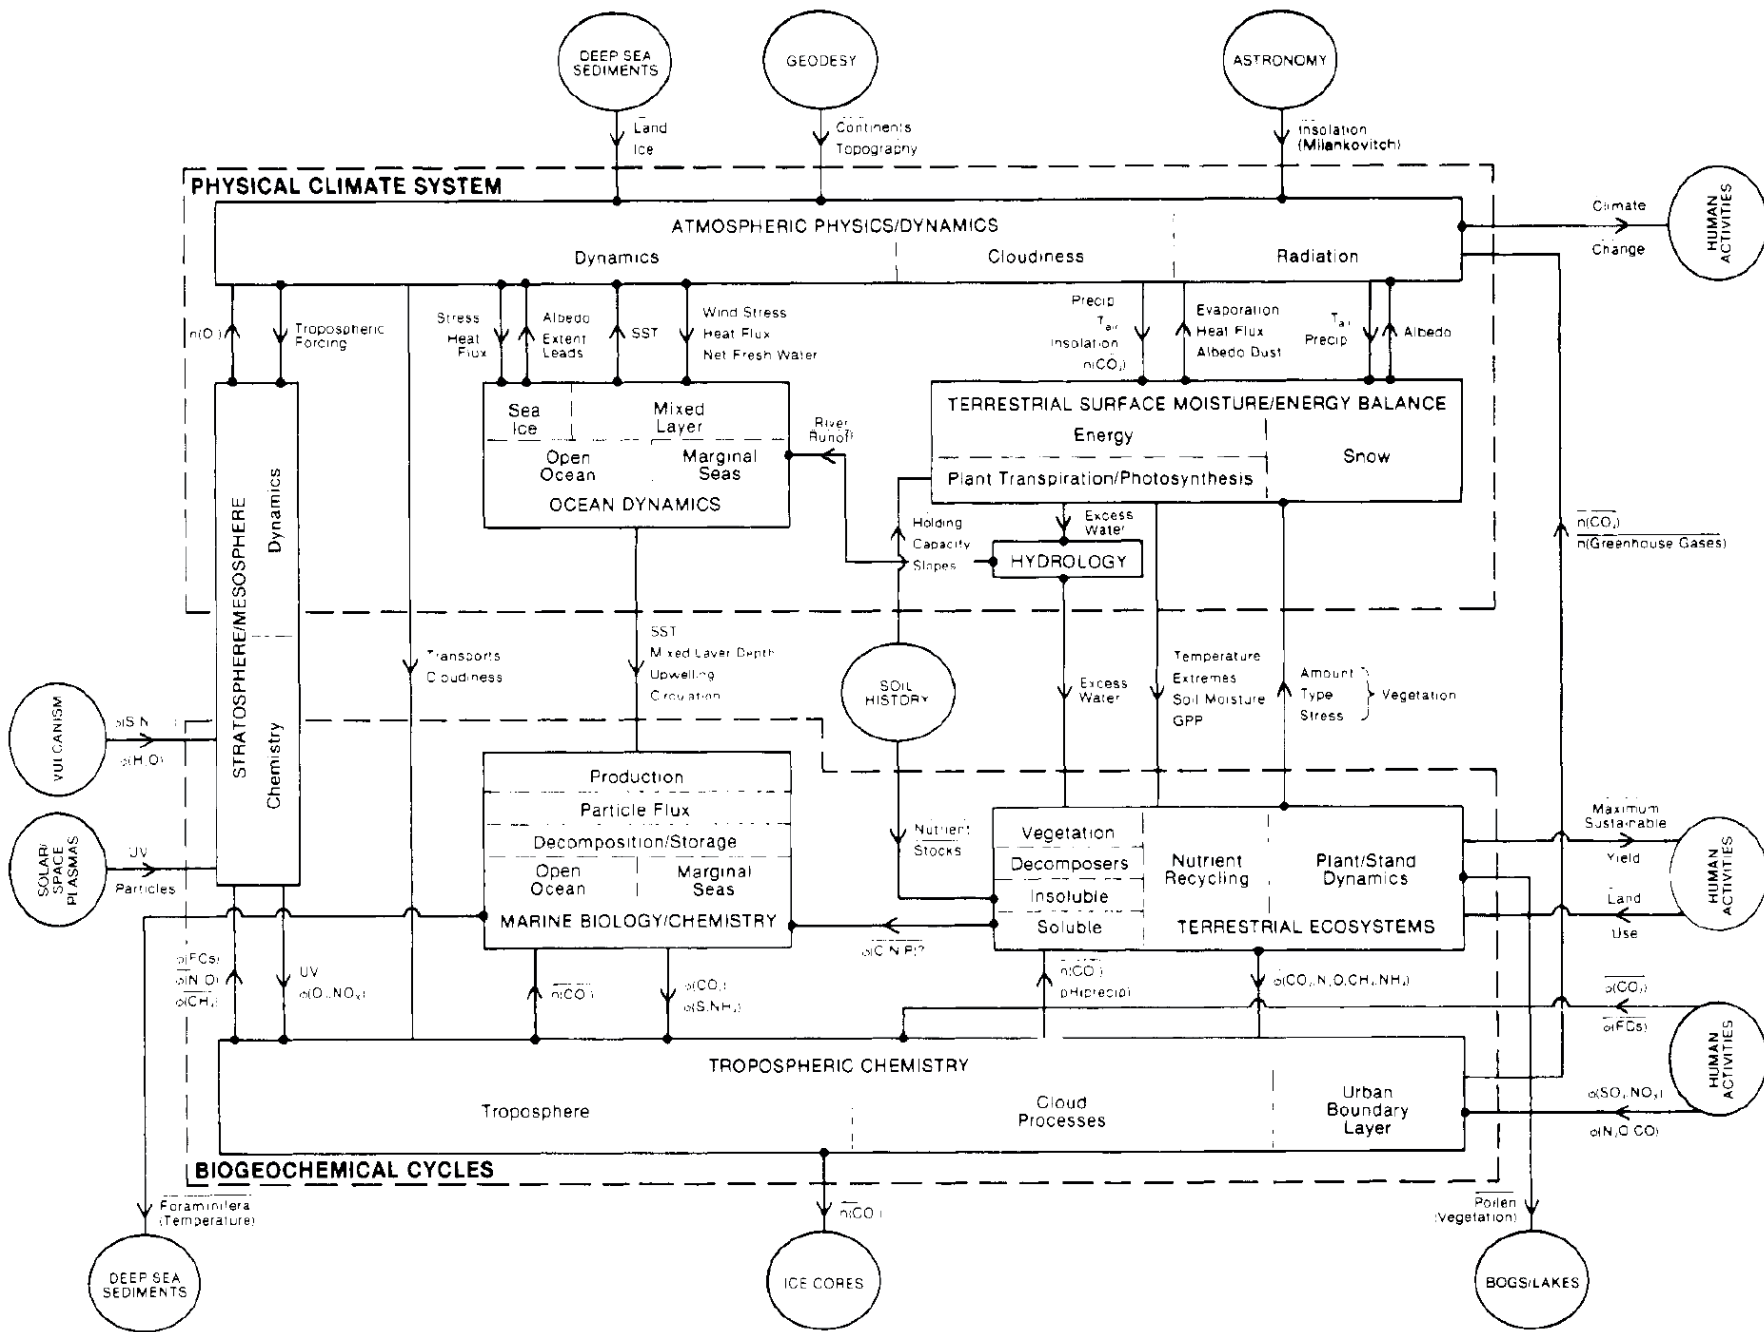 DEEP SEA
SEDIMENTS
GEODESY
ASTRONOMY
Land
Ice
Continents
Topography
Insolation
(Milankovitch)
PHYSICAL CLIMATE SYSTEM
ATMOSPHERIC PHYSICS/DYNAMICS
Dynamics
Cloudiness
Radiation
Climate
Change
HUMAN
ACTIVITIES
Tropospheric
Forcing
Stress
Heat
Flux
Albedo
Extent
Leads
SST
Wind Stress
Heat Flux
Net Fresh Water
Precip
Tair
Insolation
Evaporation
Heat Flux
Albedo Dust
Tair
Precip
Albedo
STRATOSPHERE/MESOSPHERE
Dynamics
Chemistry
Sea
Ice
Mixed
Layer
Open
Ocean
Marginal
Seas
OCEAN DYNAMICS
River
Runoff
TERRESTRIAL SURFACE MOISTURE/ENERGY BALANCE
Energy
Snow
Plant Transpiration/Photosynthesis
Holding
Capacity
Slopes
Excess
Water
HYDROLOGY
n(Greenhouse Gases)
Transports
Cloudiness
SST
Mixed Layer Depth
Upwelling
Circulation
SOIL
HISTORY
Excess
Water
Temperature
Extremes
Soil Moisture
GPP
Amount
Type
Stress
Vegetation
VULCANISM
SOLAR/
SPACE
PLASMAS
UV
Particles
Production
Particle Flux
Decomposition/Storage
Open
Ocean
Marginal
Seas
MARINE BIOLOGY/CHEMISTRY
Nutrient
Stocks
Vegetation
Decomposers
Insoluble
Soluble
Nutrient
Recycling
Plant/Stand
Dynamics
TERRESTRIAL ECOSYSTEMS
Maximum
Sustainable
Yield
Land
Use
HUMAN
ACTIVITIES
UV
pH(precip)
TROPOSPHERIC CHEMISTRY
Troposphere
Cloud
Processes
Urban
Boundary
Layer
HUMAN
ACTIVITIES
BIOGEOCHEMICAL CYCLES
Foraminifera
(Temperature)
Pollen
(Vegetation)
DEEP SEA
SEDIMENTS
ICE CORES
BOGS/LAKES